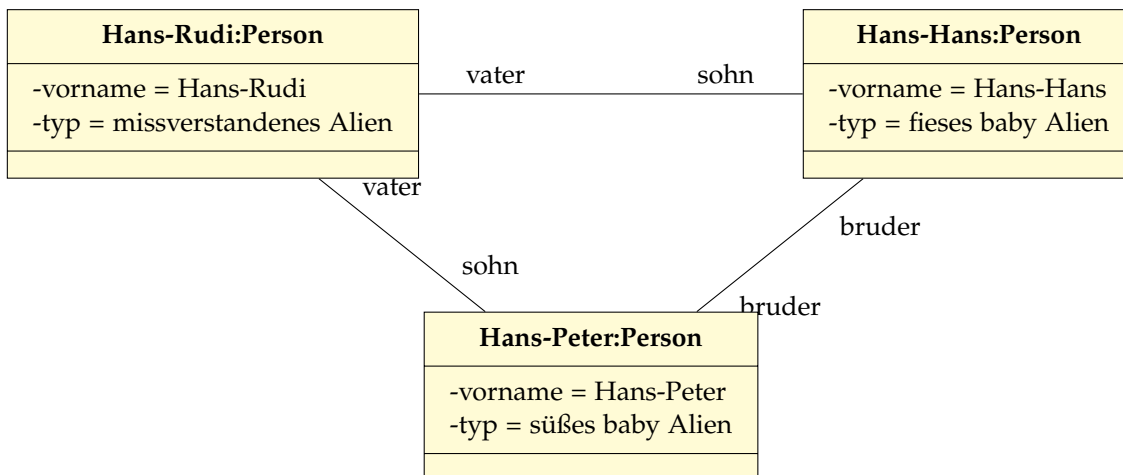 Hans-Rudi:Person
-vorname = Hans-Rudi
-typ = missverstandenes Alien
vater
sohn
Hans-Hans:Person
-vorname = Hans-Hans
-typ = fieses baby Alien
vater
sohn
bruder
bruder
Hans-Peter:Person
-vorname = Hans-Peter
-typ = süßes baby Alien